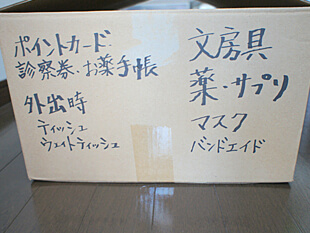 ポイントカード
診察券・お薬手帳
外出時
ティッシュ
ウェイトティッシュ
文房具
薬・サプリ
マスク
バンドエイド